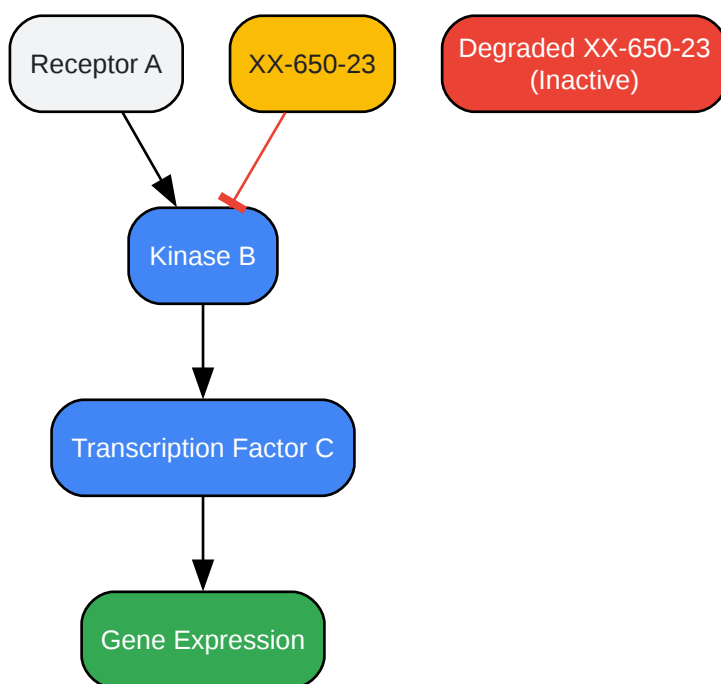 Receptor A
XX-650-23
Degraded XX-650-23
(Inactive)
Kinase B
Transcription Factor C
Gene Expression